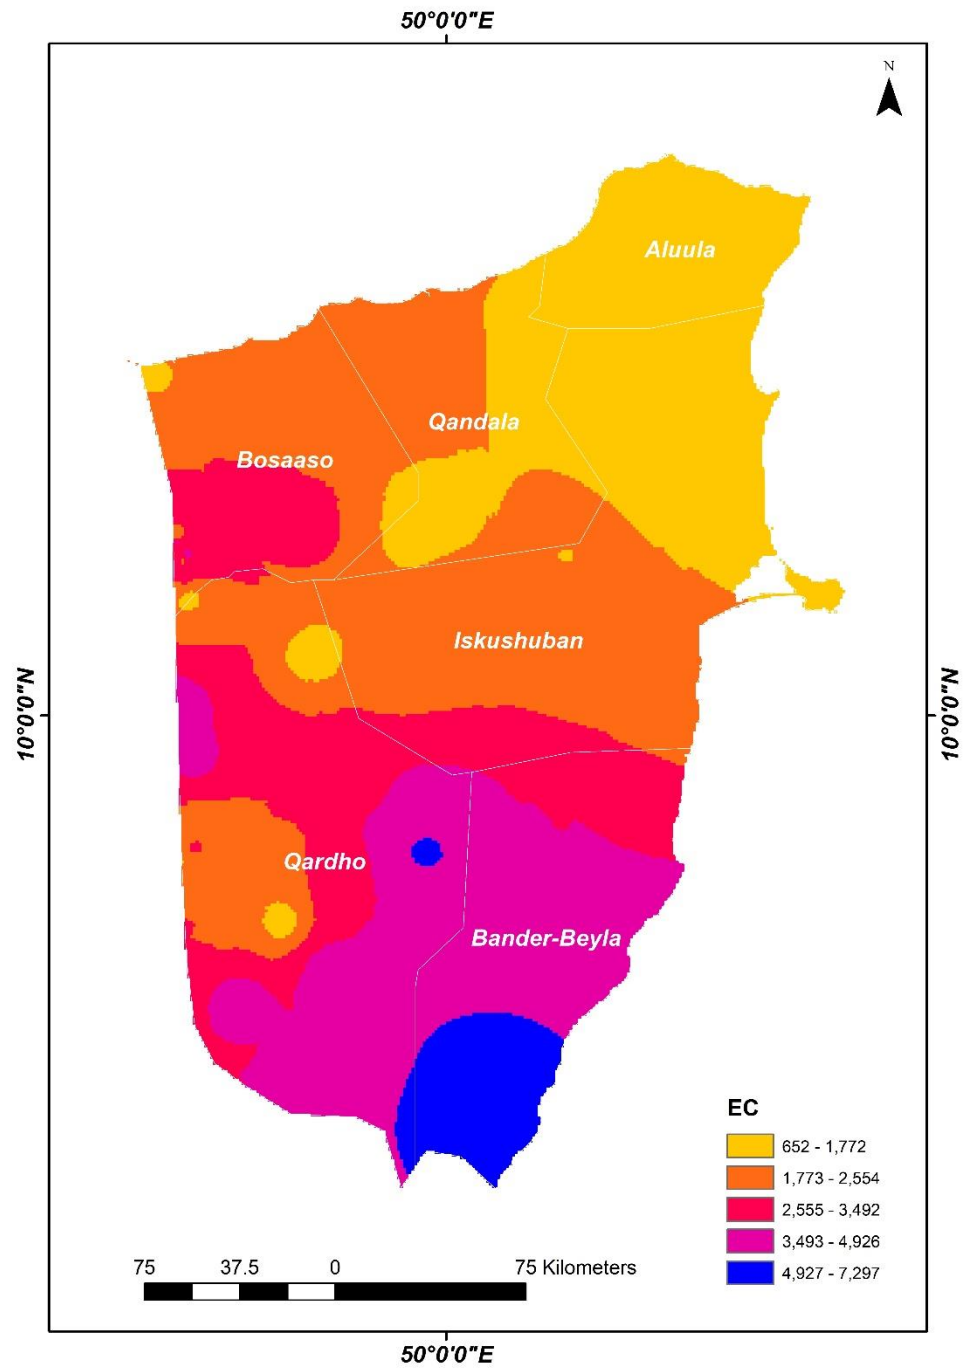 50°0'0"E
N
Aluula
Qandala
Bosaaso
Iskushuban
10°0'0"N
10°0'0"N
Qardho
Bander-Beyla
EC
652 - 1,772
1,773 - 2,554
2,555 - 3,492
3,493 - 4,926
4,927 - 7,297
75 37.5 0 75 Kilometers
50°0'0"E